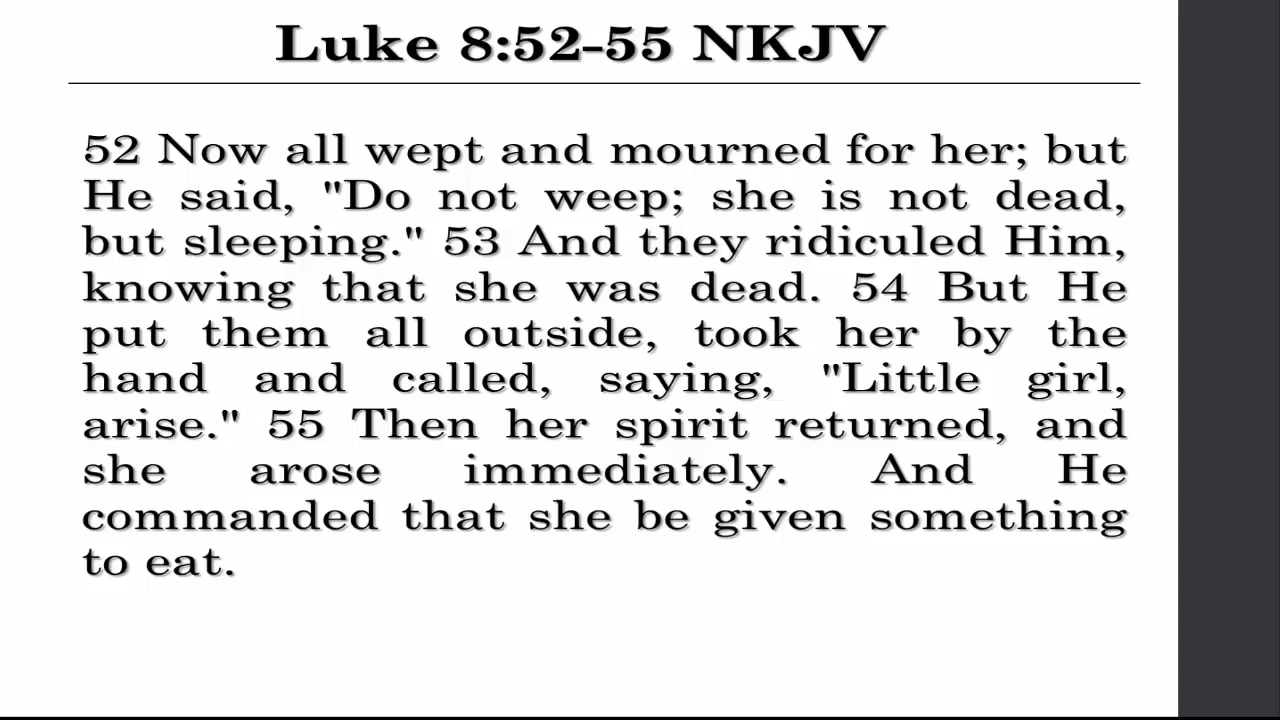 Luke 8:52-55 NKJV
52 Now all wept and mourned for her; but
He said, "Do not weep; she is not dead,
but sleeping." 53 And they ridiculed Him,
knowing that she was dead. 54 But He
put them all outside, took her by the
hand and called, saying, "Little girl,
arise." 55 Then her spirit returned, and
she arose immediately. And He
commanded that she be given something
to eat.